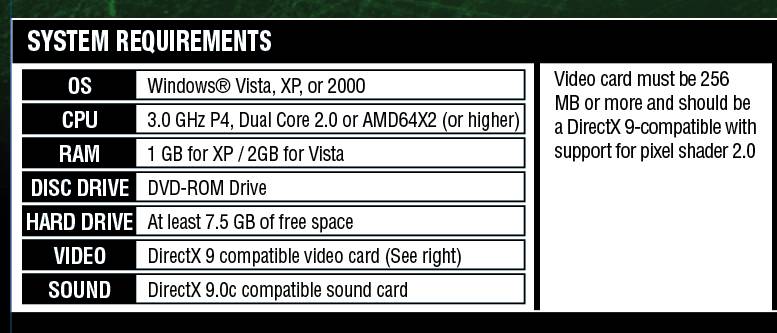 SYSTEM REQUIREMENTS
OS Windows® Vista, XP, or 2000
CPU 3.0 GHz P4, Dual Core 2.0 or AMD64X2 (or higher)
RAM 1 GB for XP / 2GB for Vista
DISC DRIVE DVD-ROM Drive
HARD DRIVE At least 7.5 GB of free space
VIDEO DirectX 9 compatible video card (See right)
SOUND DirectX 9.0c compatible sound card
Video card must be 256
MB or more and should be
a DirectX 9-compatible with
support for pixel shader 2.0